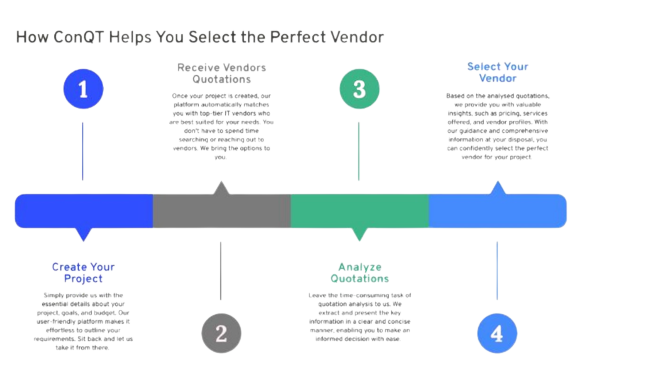 How ConQT Helps You Select the Perfect Vendor
1
Create Your
Project
Simply provide us with the
essential details about your
project, goals, and budget. Our
user-friendly platform makes it
effortless to outline your
requirements. Sit back and let us
take it from there.
Receive Vendors
Quotations
Once your project is created, our
platform automatically matches
you with top-tier IT vendors who
are best suited for your needs. You
don't have to spend time
searching or reaching out to
vendors. We bring the options to
you.
2
3
Analyze
Quotations
Leave the time-consuming task of
quotation analysis to us. We
extract and present the key
information in a clear and concise
manner, enabling you to make an
informed decision with ease.
Select Your
Vendor
Based on the analysed quotations,
we provide you with valuable
insights, such as pricing, services
offered, and vendor profiles. With
our guidance and comprehensive
information at your disposal, you
can confidently select the perfect
vendor for your project.
4